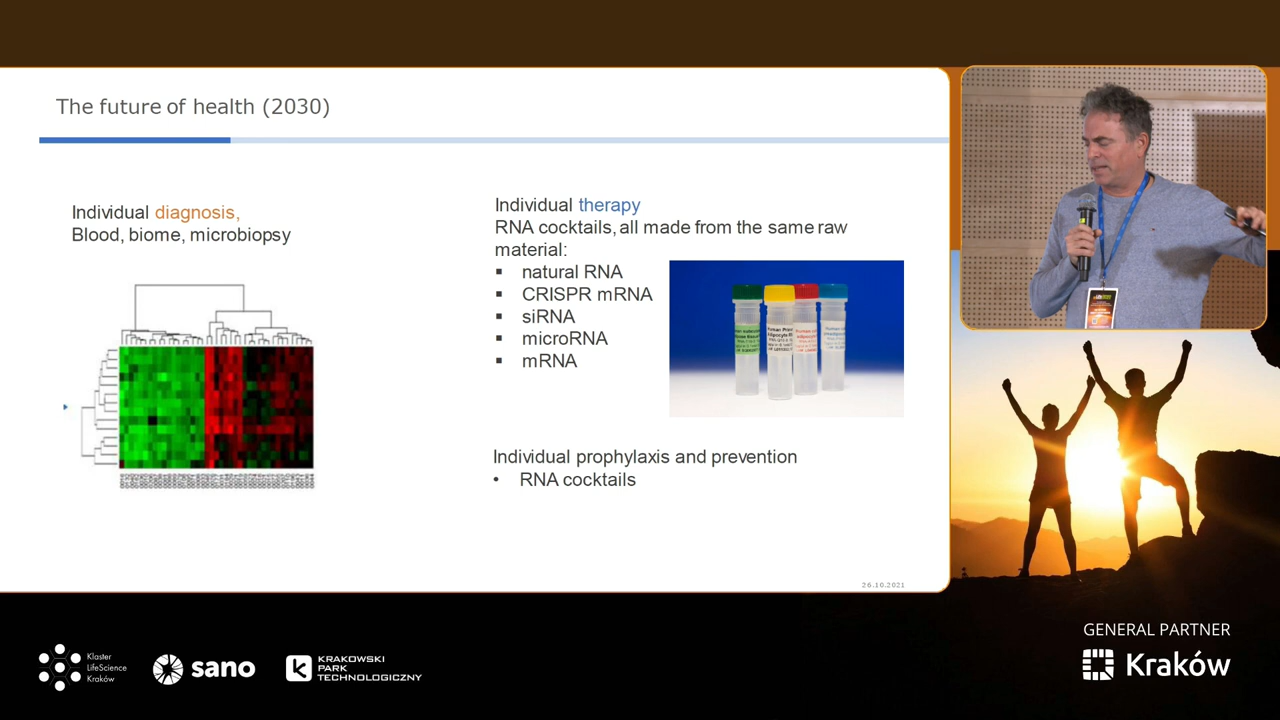 The future of health (2030)
Individual diagnosis,
Blood, biome, microbiopsy
Individual therapy
RNA cocktails, all made from the same raw
material:
▪ natural RNA
▪ CRISPR mRNA
▪ siRNA
▪ microRNA
▪ mRNA
Individual prophylaxis and prevention
• RNA cocktails
26.10.2021
Klaster
LifeScience
Kraków
sano
KRAKOWSKI
PARK
TECHNOLOGICZNY
GENERAL PARTNER
Kraków